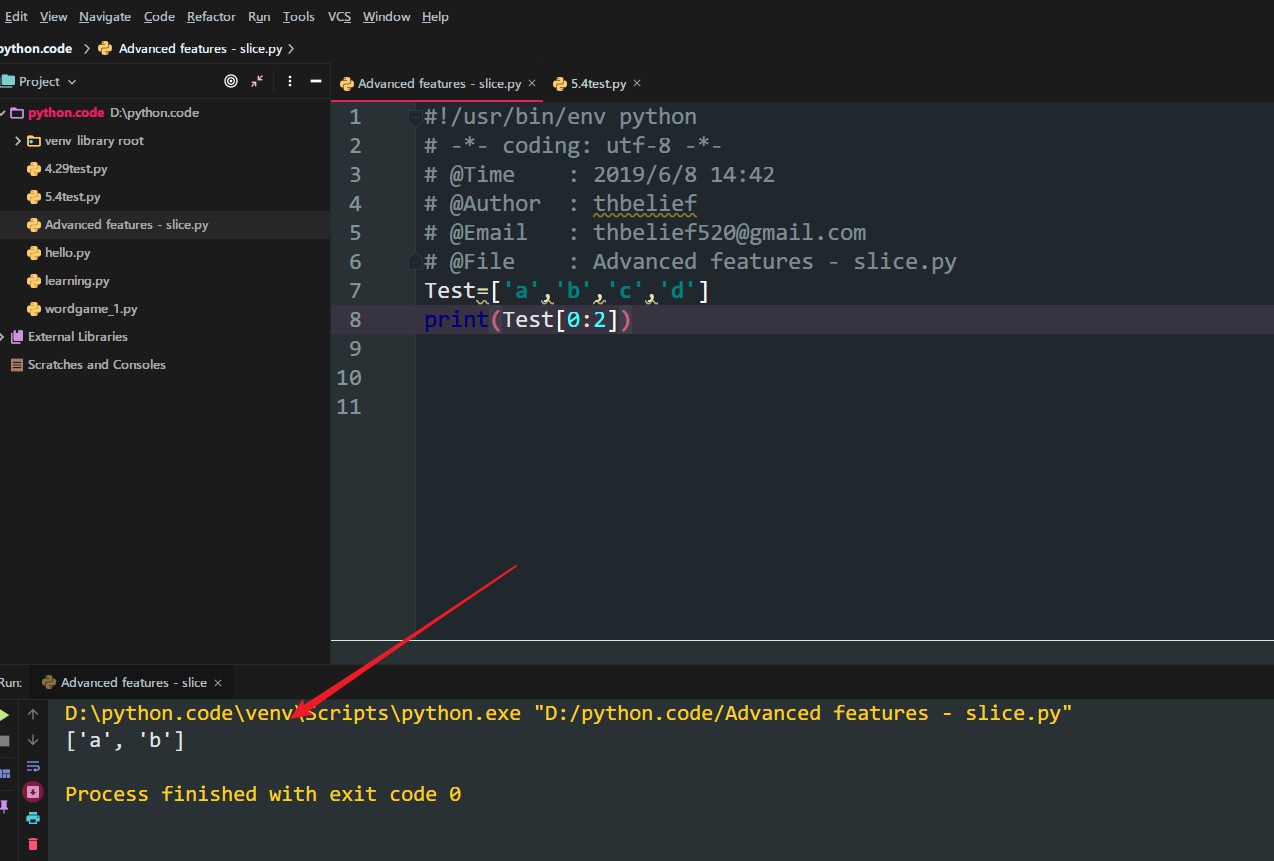 Edit View Navigate Code Refactor Run Tools VCS Window Help
python.code Advanced features - slice.py
Project
Advanced features - slice.py × 5.4test.py ×
python.code D:\python.code
venv library root
4.29test.py
5.4test.py
Advanced features - slice.py
hello.py
learning.py
wordgame_1.py
External Libraries
Scratches and Consoles
1 #!/usr/bin/env python
2 # -*- coding: utf-8 -*-
3 # @Time    : 2019/6/8 14:42
4 # @Author  : thbelief
5 # @Email   : thbelief520@gmail.com
6 # @File    : Advanced features - slice.py
7 Test=['a','b','c','d']
8 print(Test[0:2])
9
10
11
Run: Advanced features - slice ×
D:\python.code\venv\Scripts\python.exe "D:/python.code/Advanced features - slice.py"
['a', 'b']
Process finished with exit code 0